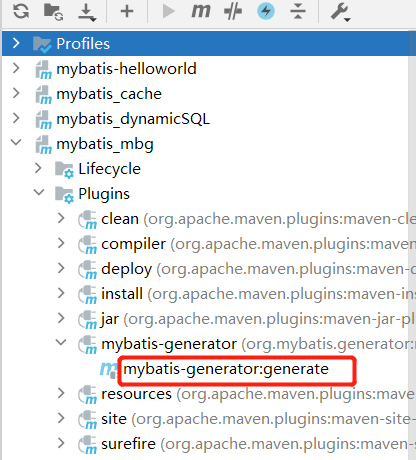 Profiles
mybatis-helloworld
mybatis_cache
mybatis_dynamicSQL
mybatis_mbg
Lifecycle
Plugins
clean (org.apache.maven.plugins:maven-cle
compiler (org.apache.maven.plugins:maven
deploy (org.apache.maven.plugins:maven-d
install (org.apache.maven.plugins:maven-ins
jar (org.apache.maven.plugins:maven-jar-pl
mybatis-generator (org.mybatis.generator:
mybatis-generator:generate
resources (org.apache.maven.plugins:maven
site (org.apache.maven.plugins:maven-site-
surefire (org.apache.maven.plugins:maven-